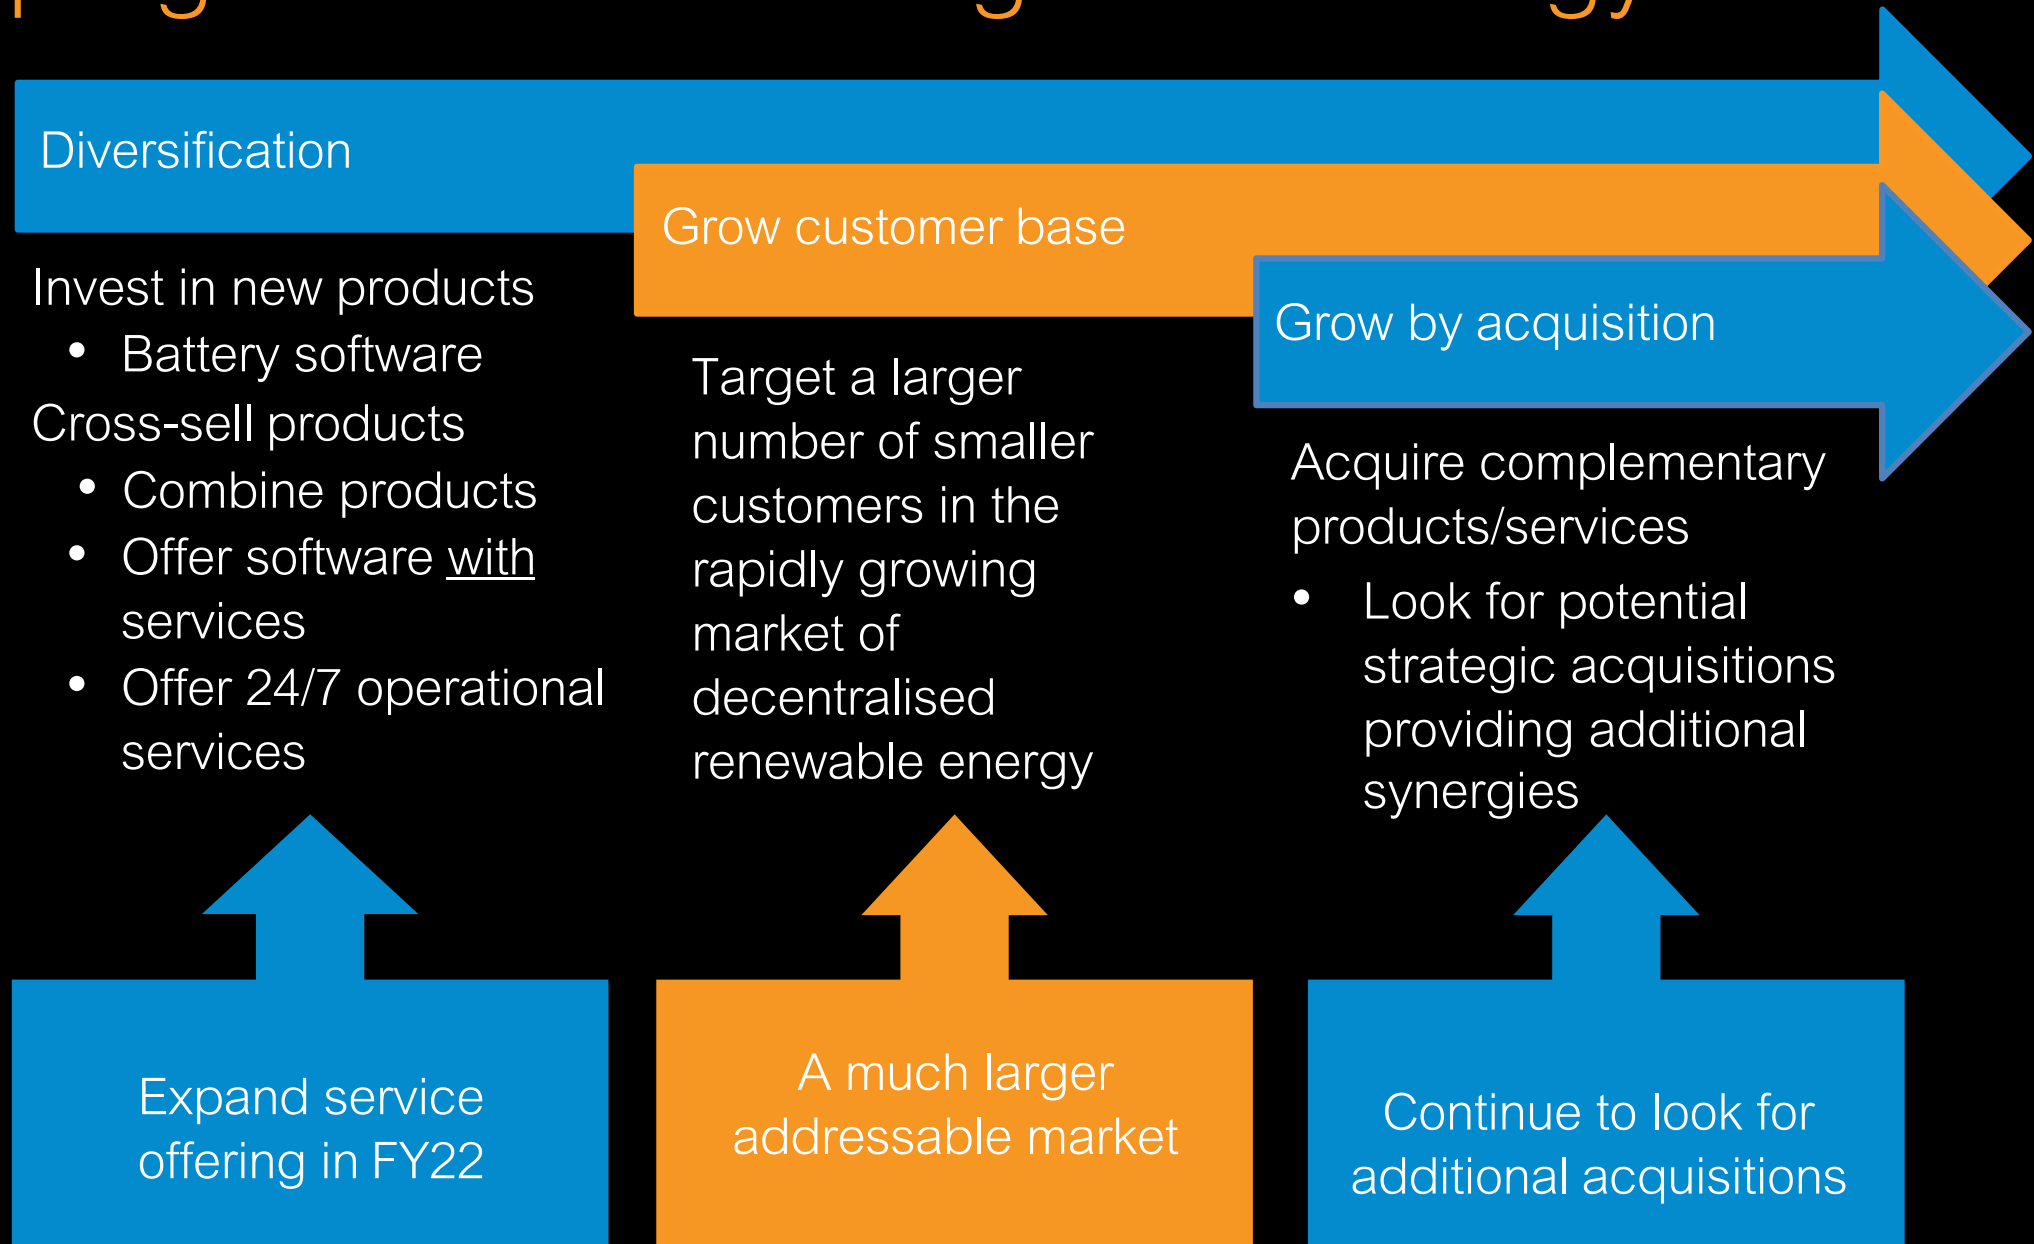 Diversification
Grow customer base
Grow by acquisition
Invest in new products
• Battery software
Cross-sell products
• Combine products
• Offer software with
services
• Offer 24/7 operational
services
Target a larger
number of smaller
customers in the
rapidly growing
market of
decentralised
renewable energy
Acquire complementary
products/services
• Look for potential
strategic acquisitions
providing additional
synergies
Expand service
offering in FY22
A much larger
addressable market
Continue to look for
additional acquisitions